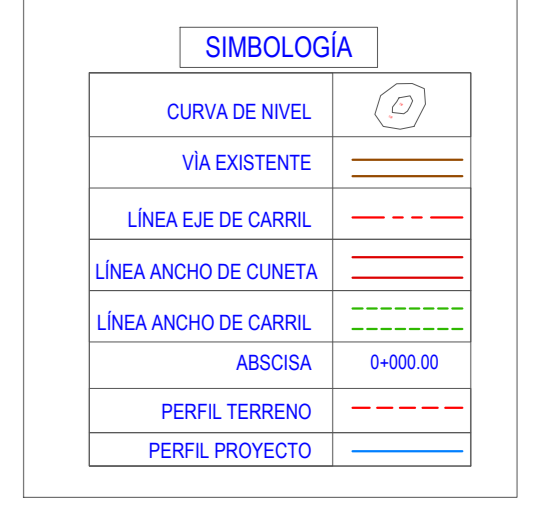 SIMBOLOGÍA
CURVA DE NIVEL
VÌA EXISTENTE
LÍNEA EJE DE CARRIL
LÍNEA ANCHO DE CUNETA
LÍNEA ANCHO DE CARRIL
ABSCISA 0+000.00
PERFIL TERRENO
PERFIL PROYECTO